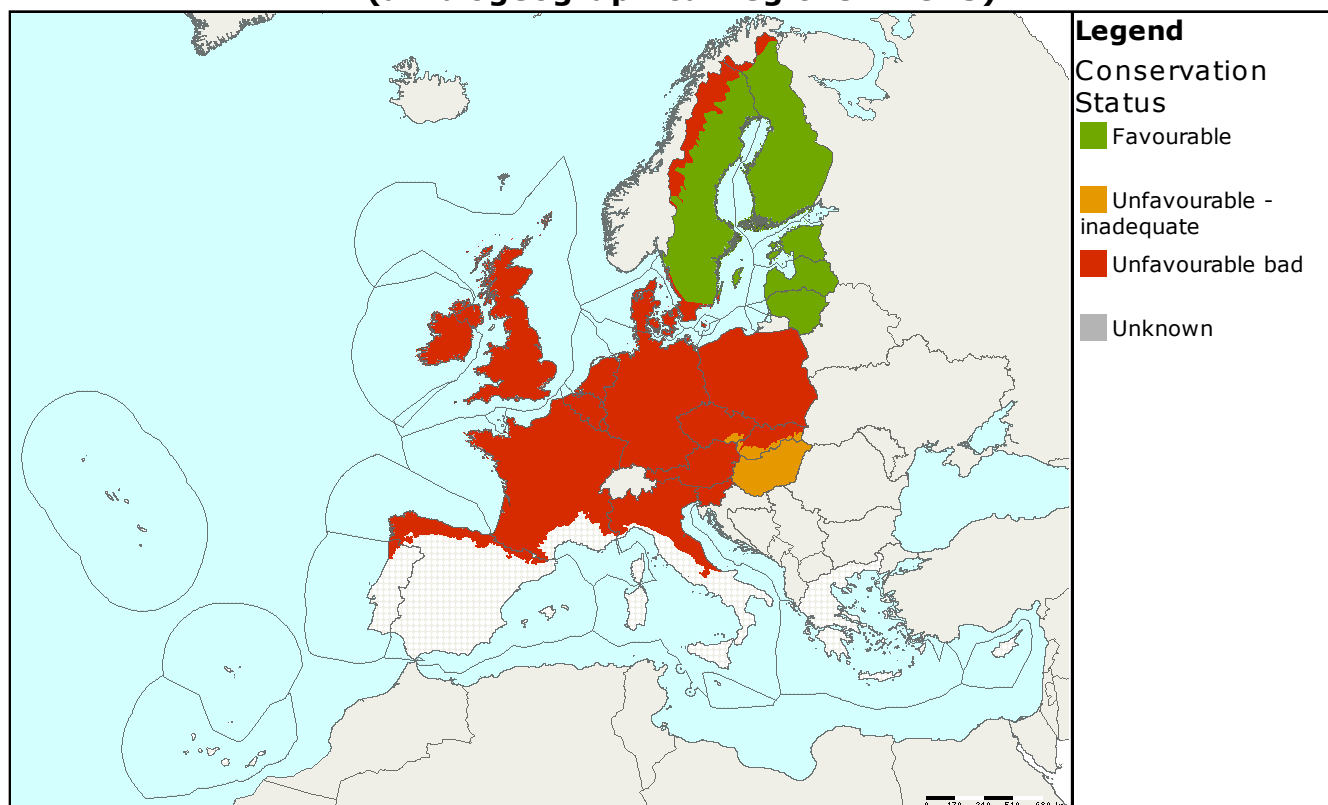 Legend
Conservation
Status
Favourable
Unfavourable -
inadequate
Unfavourable bad
Unknown